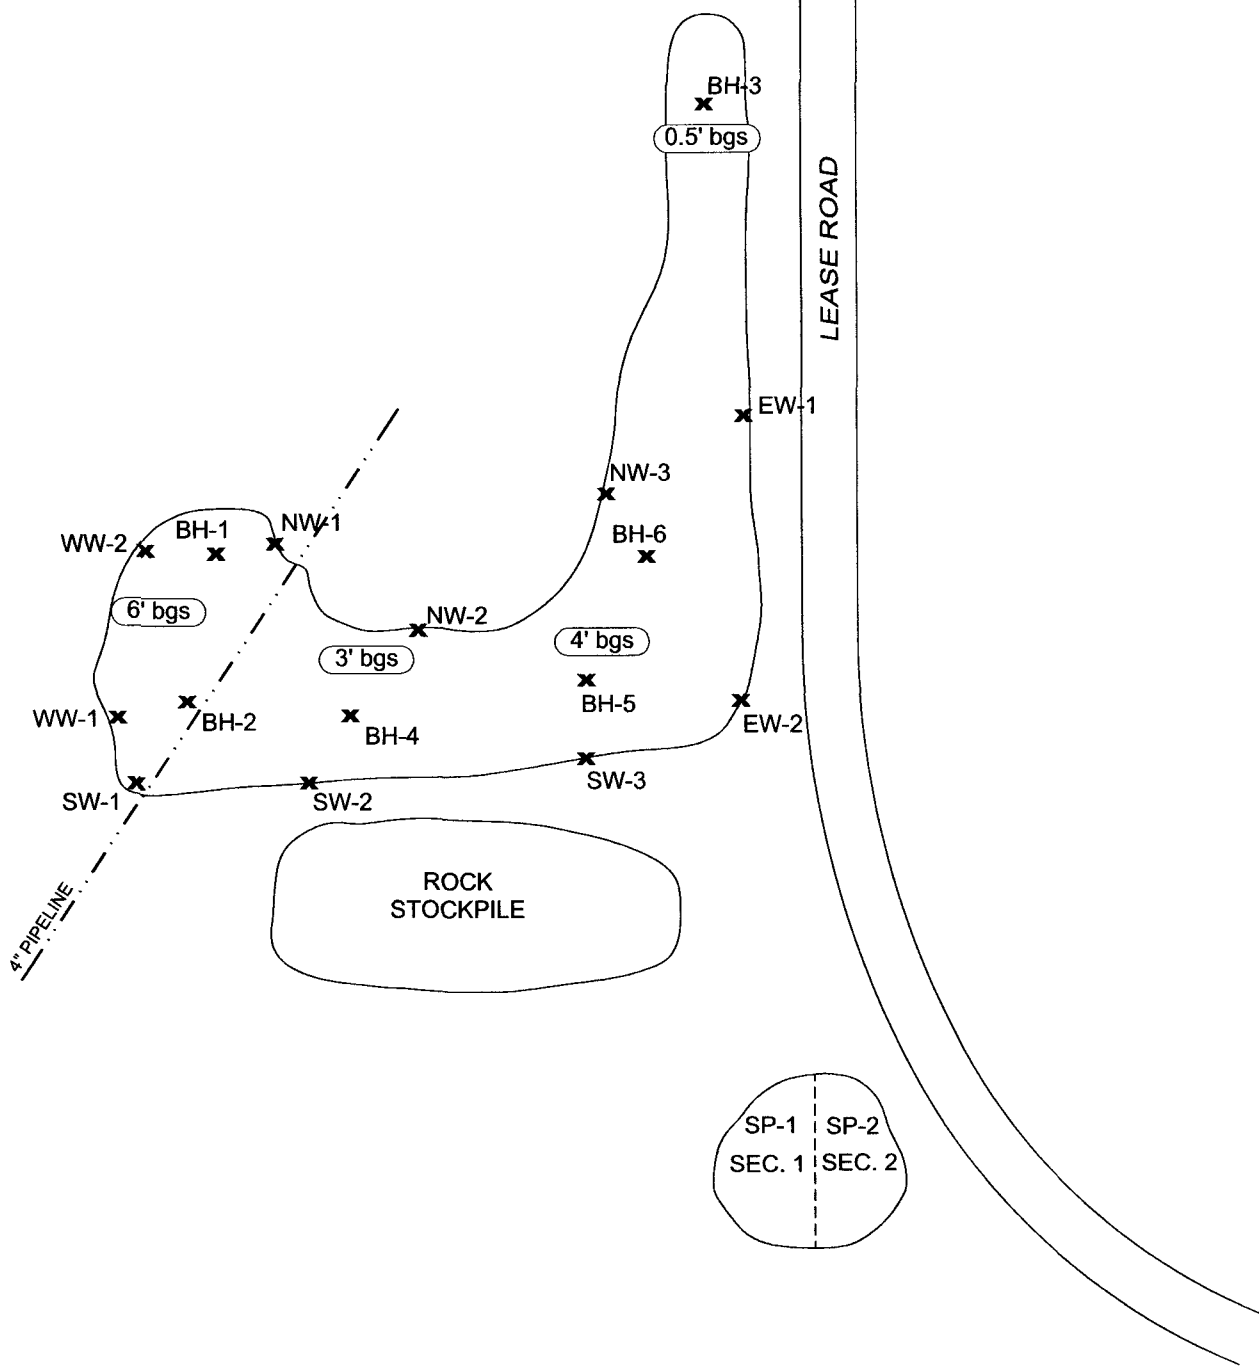 BH-3
0.5' bgs
LEASE ROAD
EW-1
NW-3
NW-1
BH-1
WW-2
BH-6
6' bgs
NW-2
4' bgs
3' bgs
BH-5
WW-1
BH-2
EW-2
BH-4
SW-3
SW-1
SW-2
ROCK
STOCKPILE
4" PIPELINE
SP-1
SP-2
SEC. 1
SEC. 2